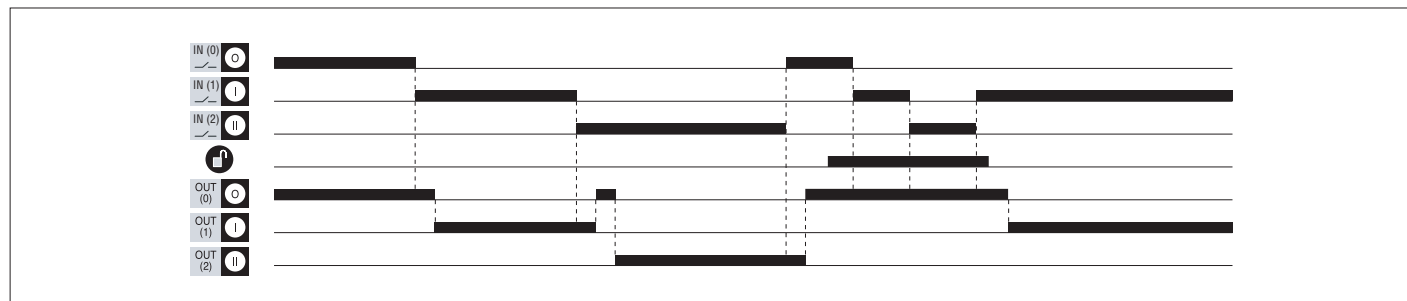 IN (0)
O
IN (1)
I
IN (2)
II
OUT
(0)
O
OUT
(1)
I
OUT
(2)
II